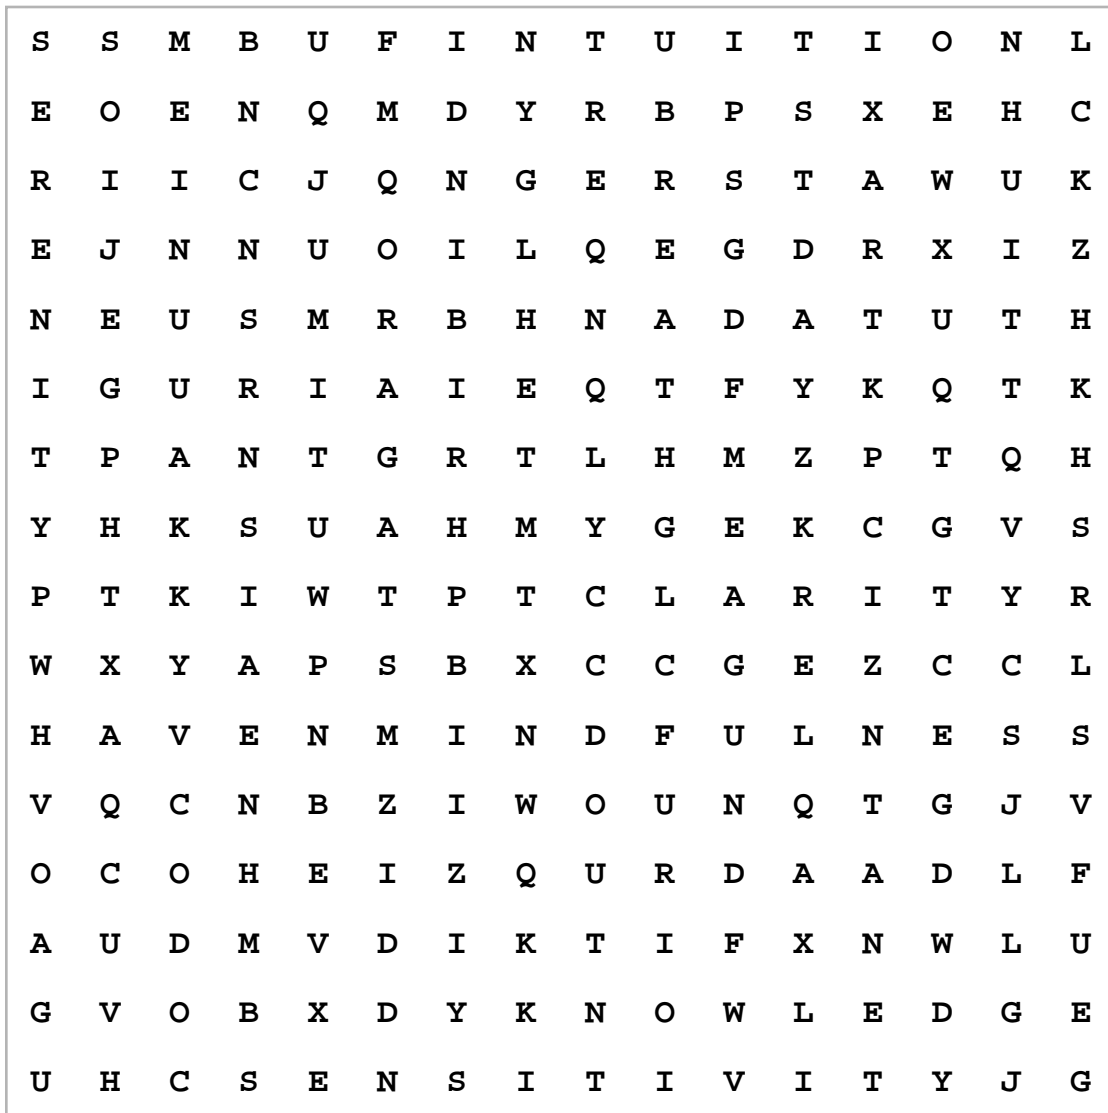 S S M B U F I N T U I T I O N L
E O E N Q M D Y R B P S X E H C
R I I C J Q N G E R S T A W U K
E J N N U O I L Q E G D R X I Z
N E U S M R B H N A D A T U T H
I G U R I A I E Q T F Y K Q T K
T P A N T G R T L H M Z P T Q H
Y H K S U A H M Y G E K C G V S
P T K I W T P T C L A R I T Y R
W X Y A P S B X C C G E Z C C L
H A V E N M I N D F U L N E S S
V Q C N B Z I W O U N Q T G J V
O C O H E I Z Q U R D A A D L F
A U D M V D I K T I F X N W L U
G V O B X D Y K N O W L E D G E
U H C S E N S I T I V I T Y J G